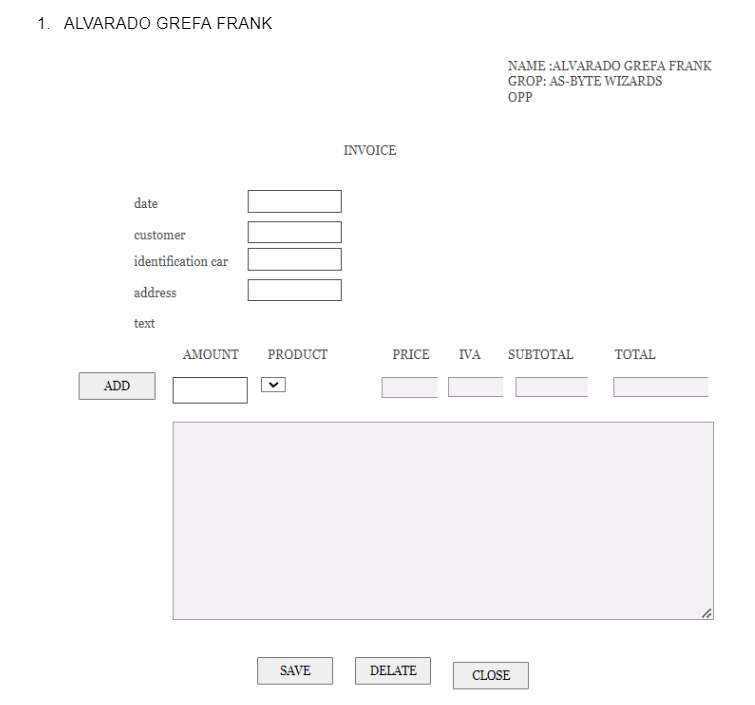 1. ALVARADO GREFA FRANK
NAME :ALVARADO GREFA FRANK
GROP: AS-BYTE WIZARDS
OPP
INVOICE
date
customer
identification car
address
text
AMOUNT PRODUCT PRICE IVA SUBTOTAL TOTAL
ADD
SAVE DELATE CLOSE